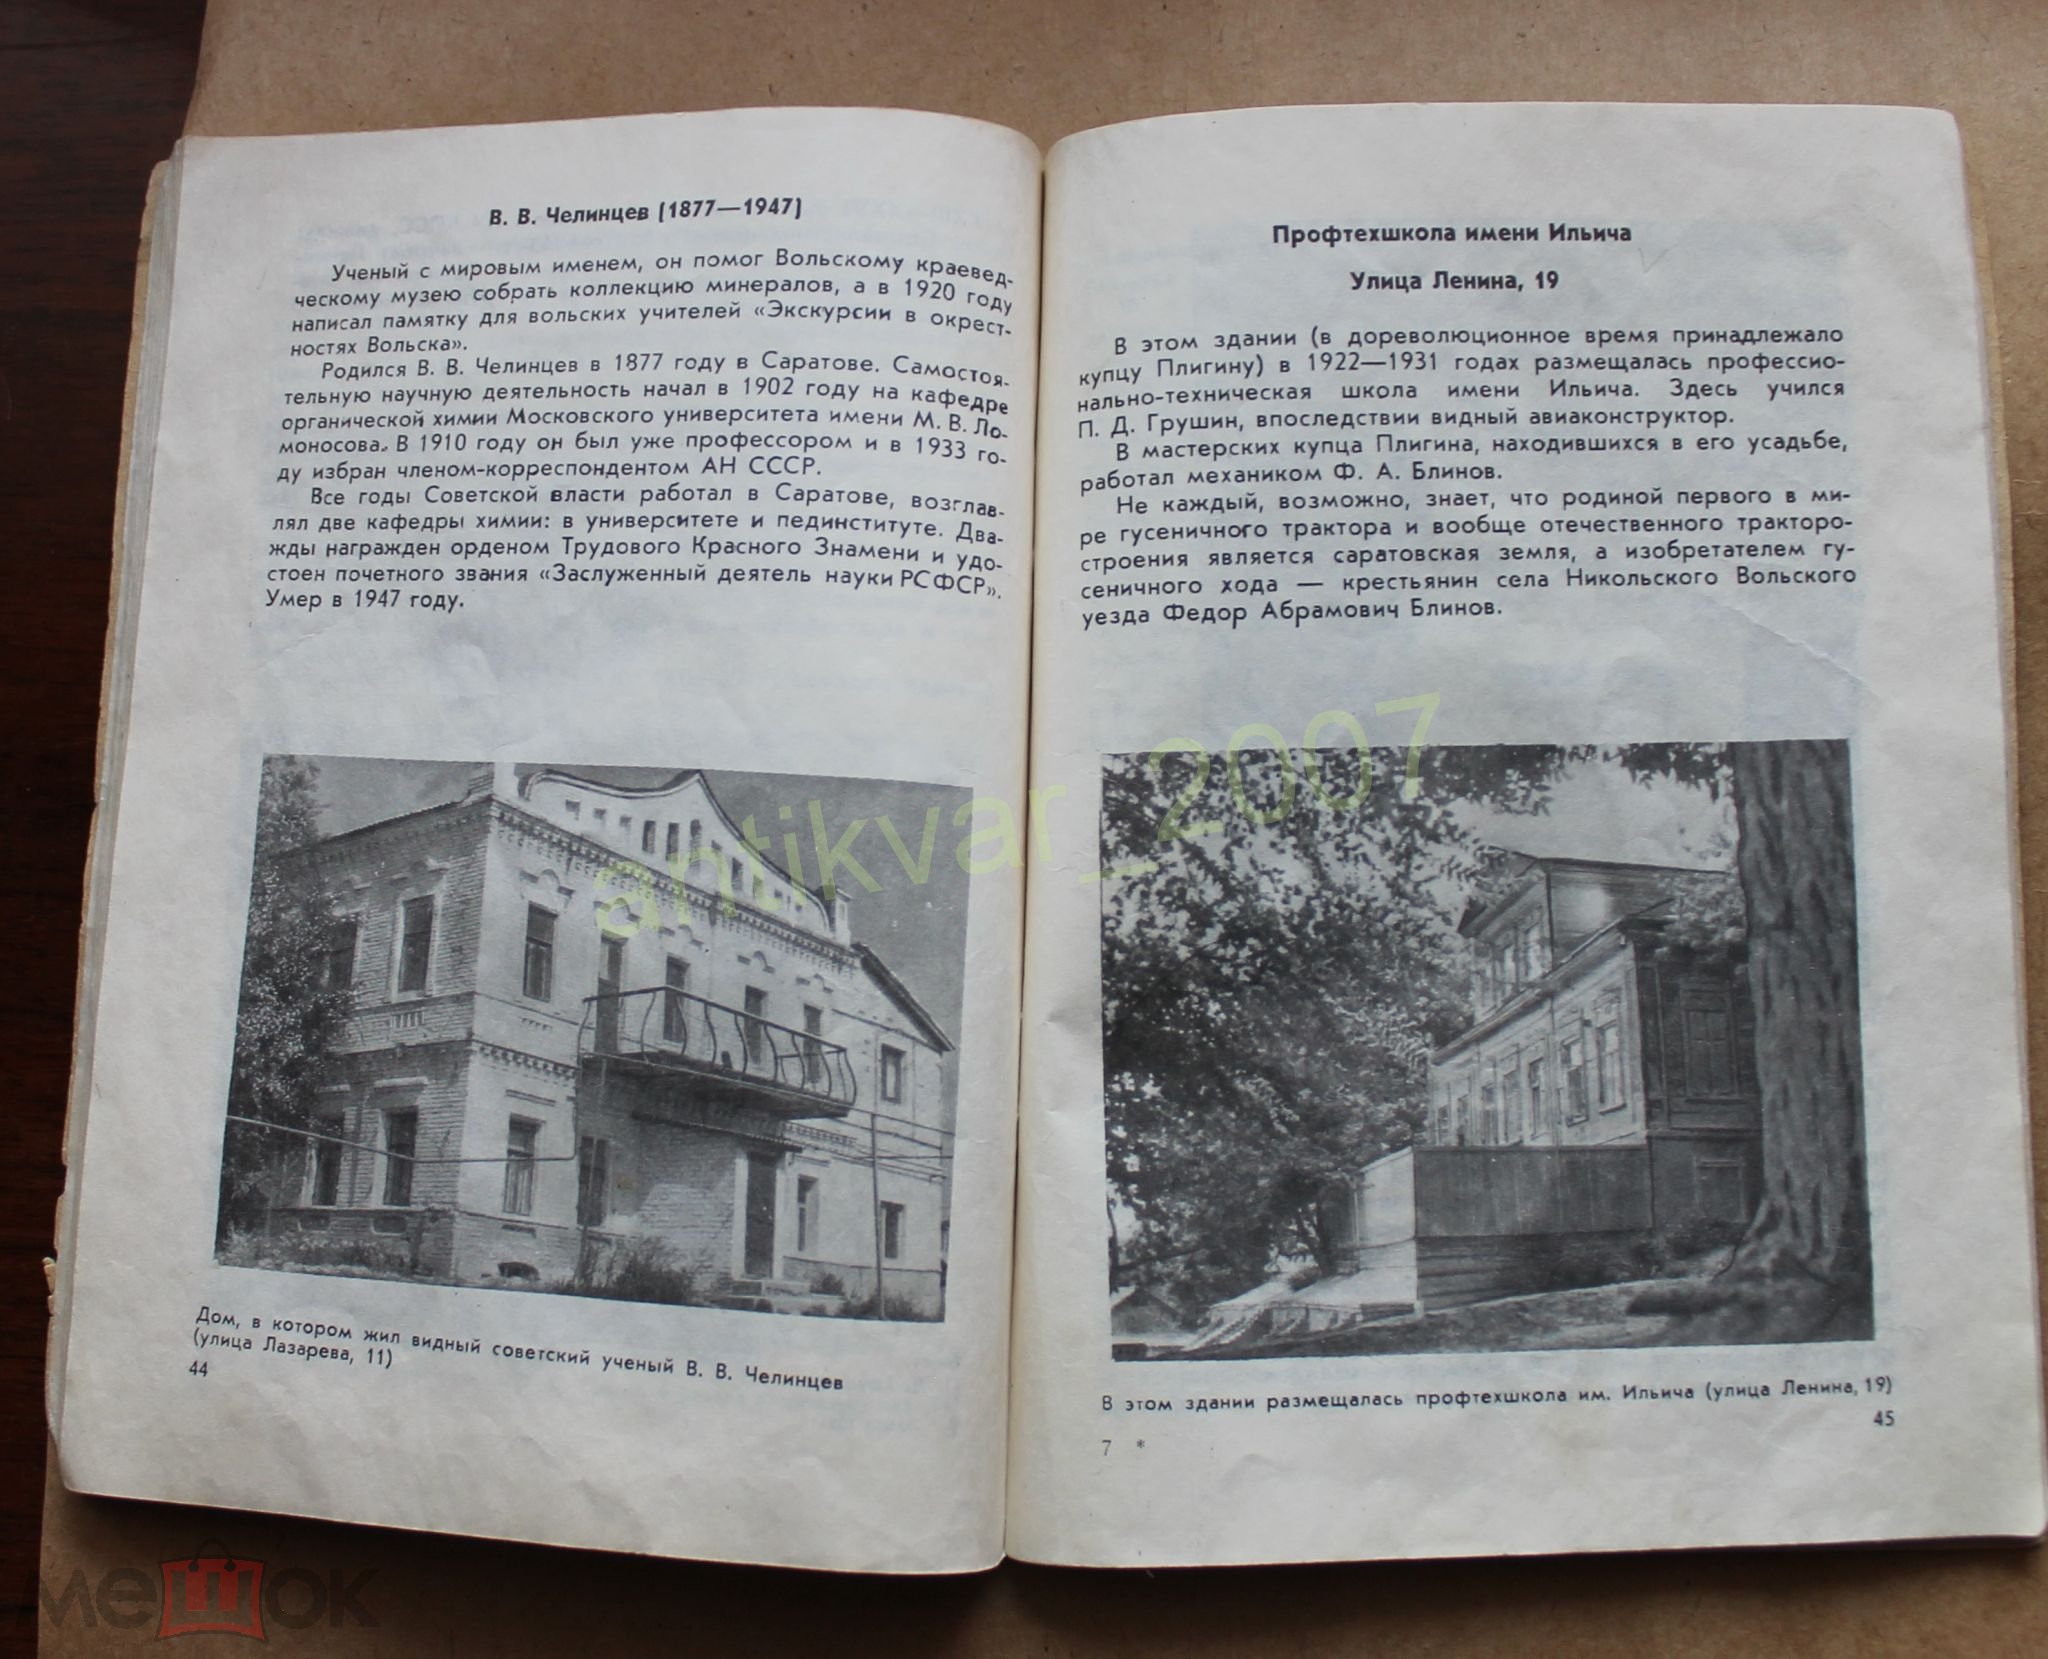 В. В. Челинцев (1877—1947)
Ученый с мировым именем, он помог Вольскому краевед-
ческому музею собрать коллекцию минералов, а в 1920 году
написал памятку для вольских учителей «Экскурсии в окрест-
ностях Вольска».
Родился В. В. Челинцев в 1877 году в Саратове. Самостоя-
тельную научную деятельность начал в 1902 году на кафедре
органической химии Московского университета имени М. В. Ло-
моносова. В 1910 году он был уже профессором и в 1933 го-
ду избран членом-корреспондентом АН СССР.
Все годы Советской власти работал в Саратове, возглав-
лял две кафедры химии: в университете и пединституте. Два-
жды награжден орденом Трудового Красного Знамени и удо-
стоен почетного звания «Заслуженный деятель науки РСФСР».
Умер в 1947 году.
Дом, в котором жил видный советский ученый В. В. Челинцев
(улица Лазарева, 11)
44
Профтехшкола имени Ильича
Улица Ленина, 19
В этом здании (в дореволюционное время принадлежало
купцу Плигину) в 1922—1931 годах размещалась профессио-
нально-техническая школа имени Ильича. Здесь учился
П. Д. Грушин, впоследствии видный авиаконструктор.
В мастерских купца Плигина, находившихся в его усадьбе,
работал механиком Ф. А. Блинов.
Не каждый, возможно, знает, что родиной первого в ми-
ре гусеничного трактора и вообще отечественного тракторо-
строения является саратовская земля, а изобретателем гу-
сеничного хода — крестьянин села Никольского Вольского
уезда Федор Абрамович Блинов.
В этом здании размещалась профтехшкола им. Ильича (улица Ленина, 19)
45
7 *
antikvar_2007
мешок